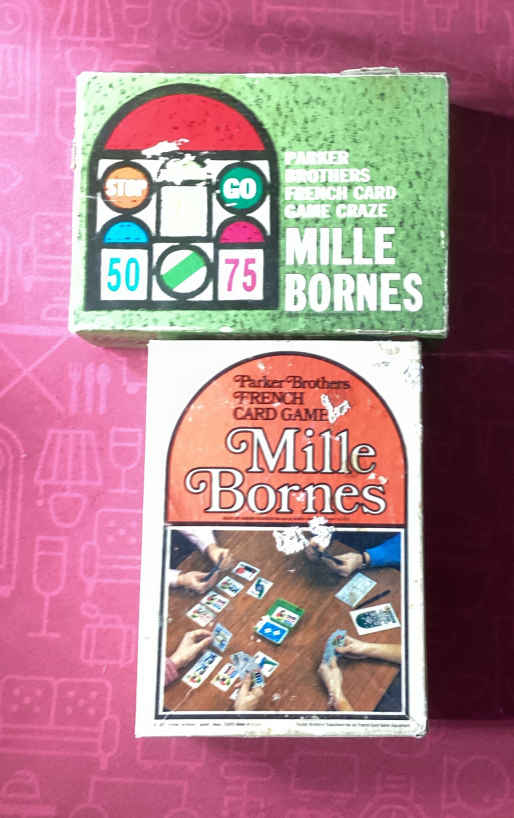 STOP
GO
50
75
PARKER
BROTHERS
FRENCH CARD
GAME CRAZE
MILLE
BORNES
Parker Brothers
FRENCH
CARD GAME
Mille
Bornes